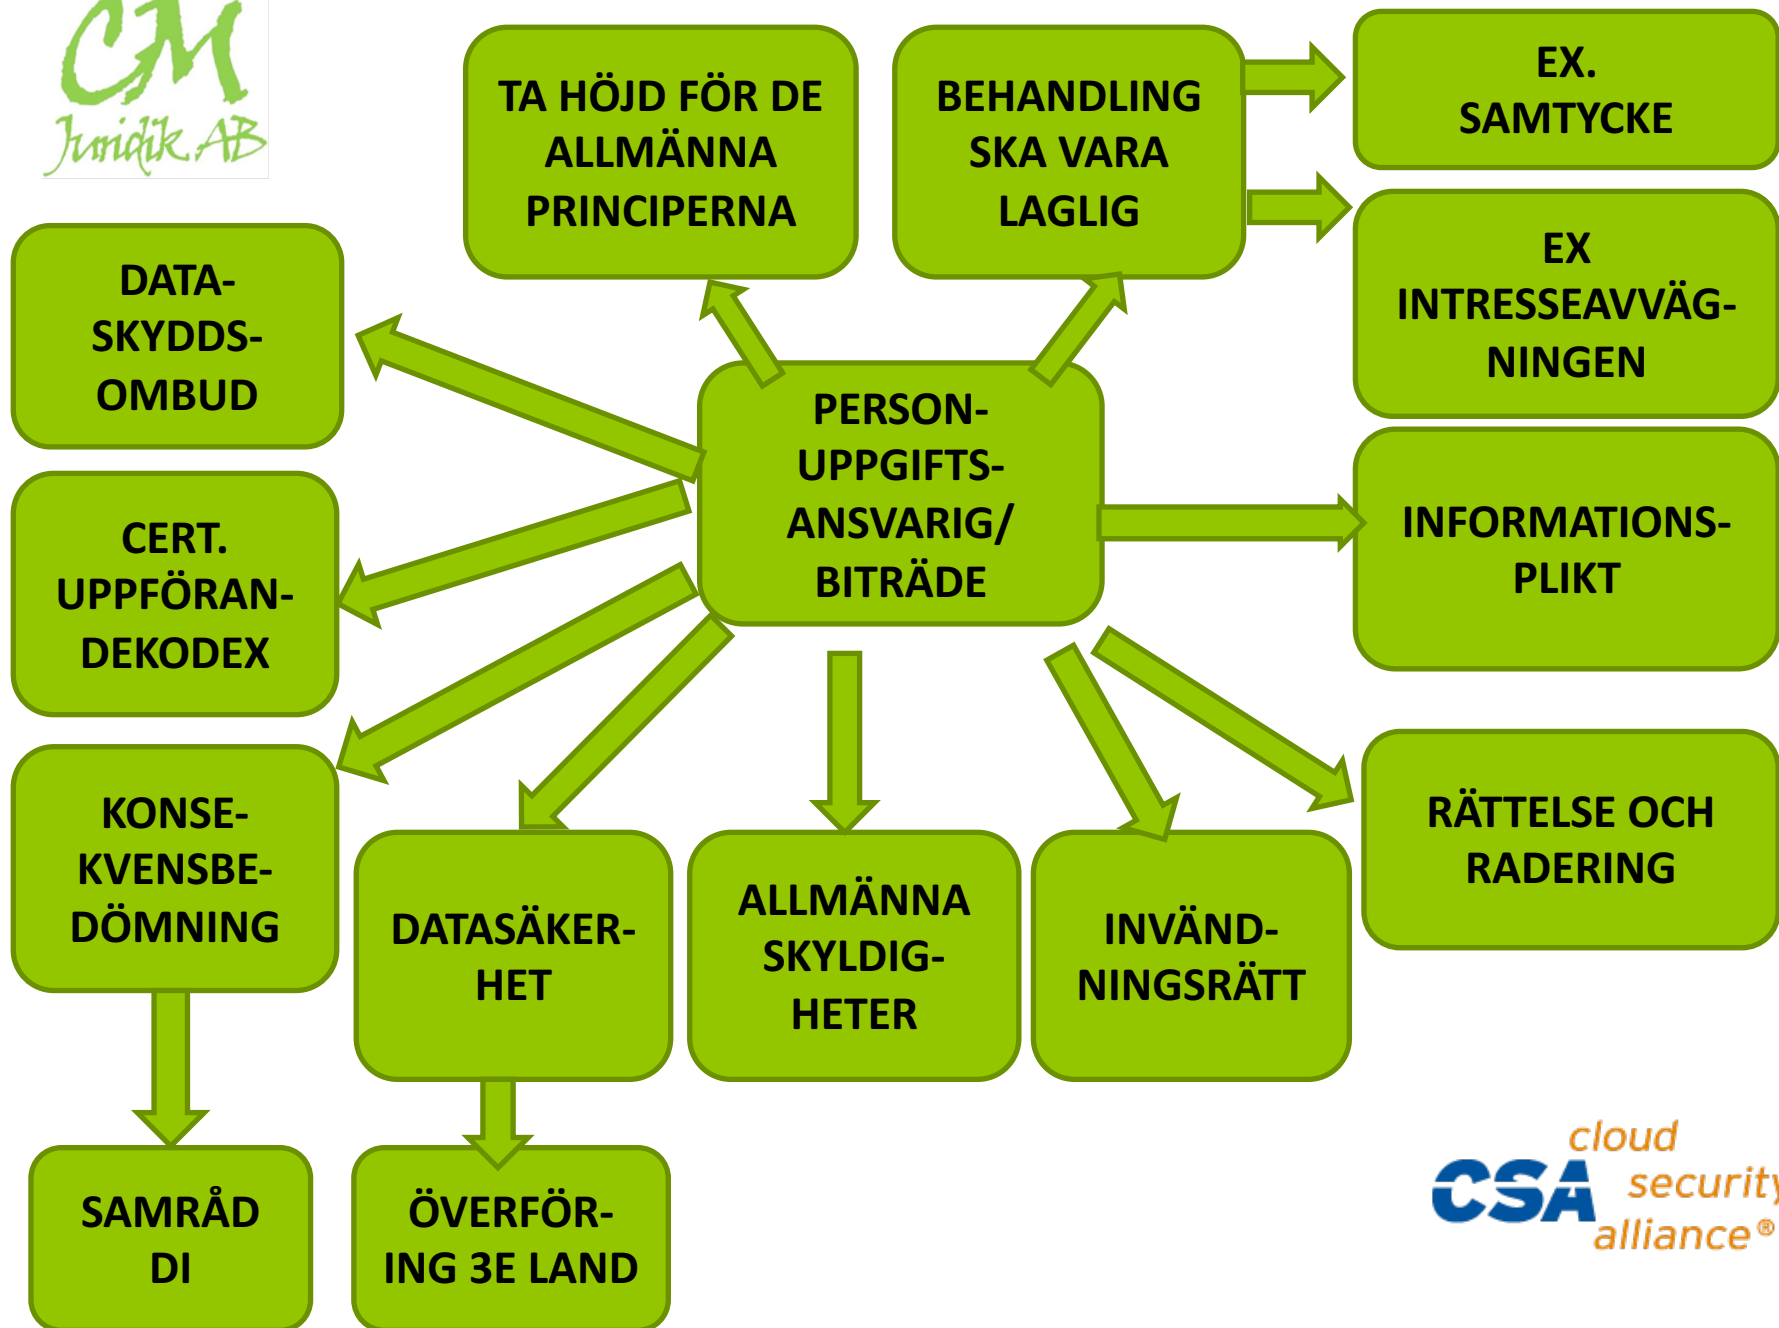 CM
Juridik AB
TA HÖJD FÖR DE
ALLMÄNNA
PRINCIPERNA
BEHANDLING
SKA VARA
LAGLIG
EX.
SAMTYCKE
EX
INTRESSEAVVÄG-
NINGEN
DATA-
SKYDDS-
OMBUD
PERSON-
UPPGIFTS-
ANSVARIG/
BITRÄDE
CERT.
UPPFÖRAN-
DEKODEX
INFORMATIONS-
PLIKT
KONSE-
KVENSBE-
DÖMNING
DATASÄKER-
HET
ALLMÄNNA
SKYLDIG-
HETER
INVÄND-
NINGSRÄTT
RÄTTELSE OCH
RADERING
SAMRÅD
DI
ÖVERFÖR-
ING 3E LAND
CSA
cloud
security
alliance®